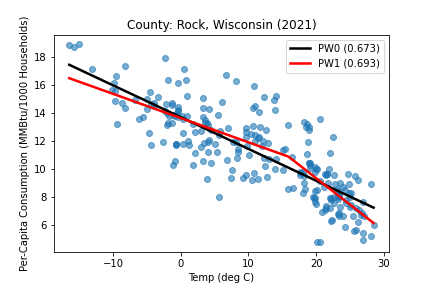 County: Rock, Wisconsin (2021)
PW0 (0.673)
PW1 (0.693)
Per-Capita Consumption (MMBtu/1000 Households)
18
16
14
12
10
8
6
−10
0
10
20
30
Temp (deg C)